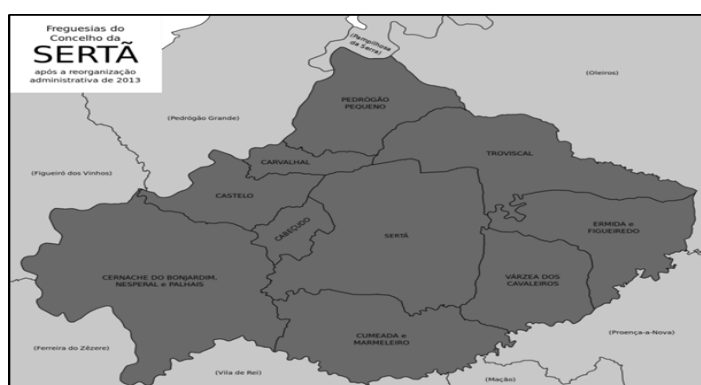 Freguesias do
Concelho da
SERTÃ
após a reorganização
administrativa de 2013
(Pampilhosa
da Serra)
(Oleiros)
PEDRÓGÃO
PEQUENO
(Pedrógão Grande)
TROVISCAL
CARVALHAL
(Figueiró dos Vinhos)
CASTELO
CABEÇUDO
SERTÃ
ERMIDA e
FIGUEIREDO
CERNACHE DO BONJARDIM,
NESPERAL e PALHAIS
VÁRZEA DOS
CAVALEIROS
CUMEADA e
MARMELEIRO
(Proença-a-Nova)
(Ferreira do Zêzere)
(Vila de Rei)
(Mação)